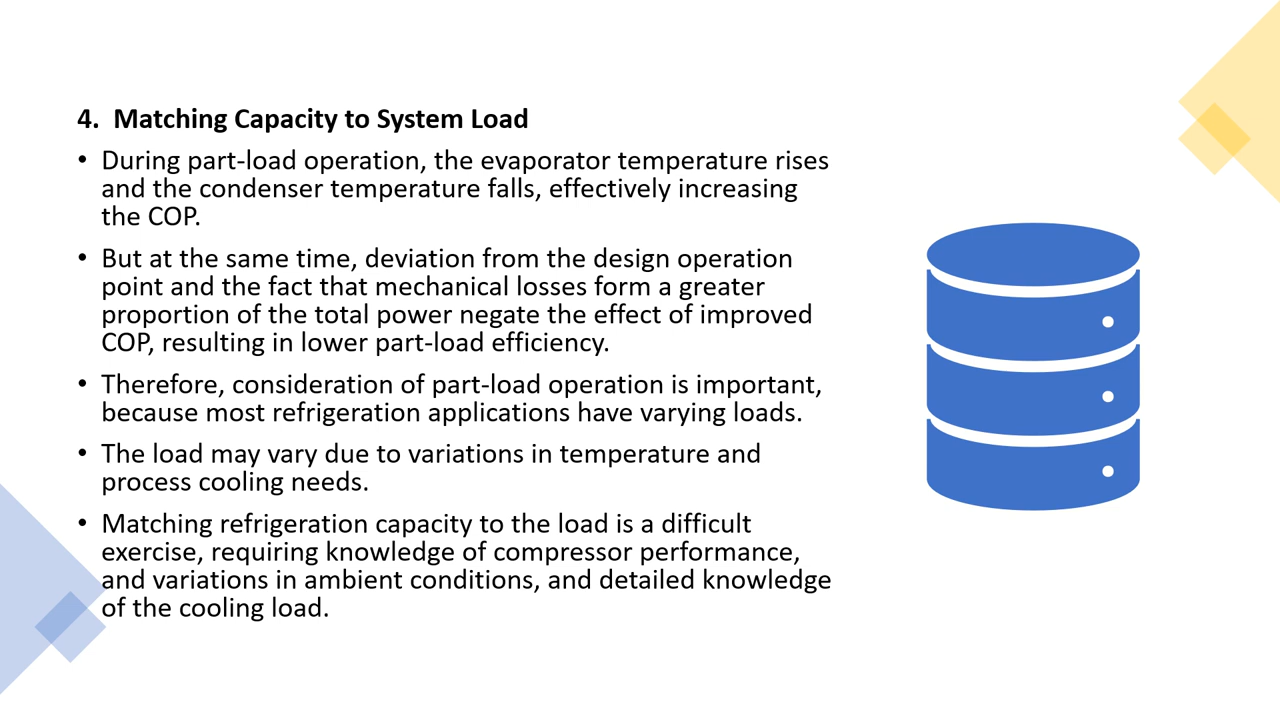 4. Matching Capacity to System Load
• During part-load operation, the evaporator temperature rises
and the condenser temperature falls, effectively increasing
the COP.
• But at the same time, deviation from the design operation
point and the fact that mechanical losses form a greater
proportion of the total power negate the effect of improved
COP, resulting in lower part-load efficiency.
• Therefore, consideration of part-load operation is important,
because most refrigeration applications have varying loads.
• The load may vary due to variations in temperature and
process cooling needs.
• Matching refrigeration capacity to the load is a difficult
exercise, requiring knowledge of compressor performance,
and variations in ambient conditions, and detailed knowledge
of the cooling load.